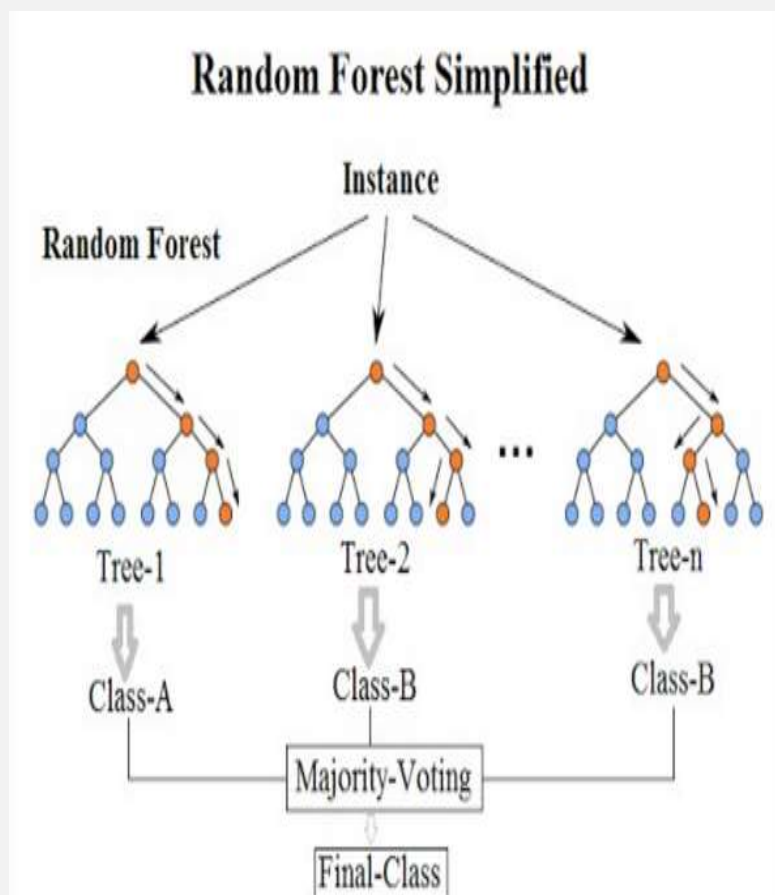 Random Forest Simplified
Instance
Random Forest
...
Tree-1
Tree-2
Tree-n
Class-A
Class-B
Class-B
Majority-Voting
Final-Class